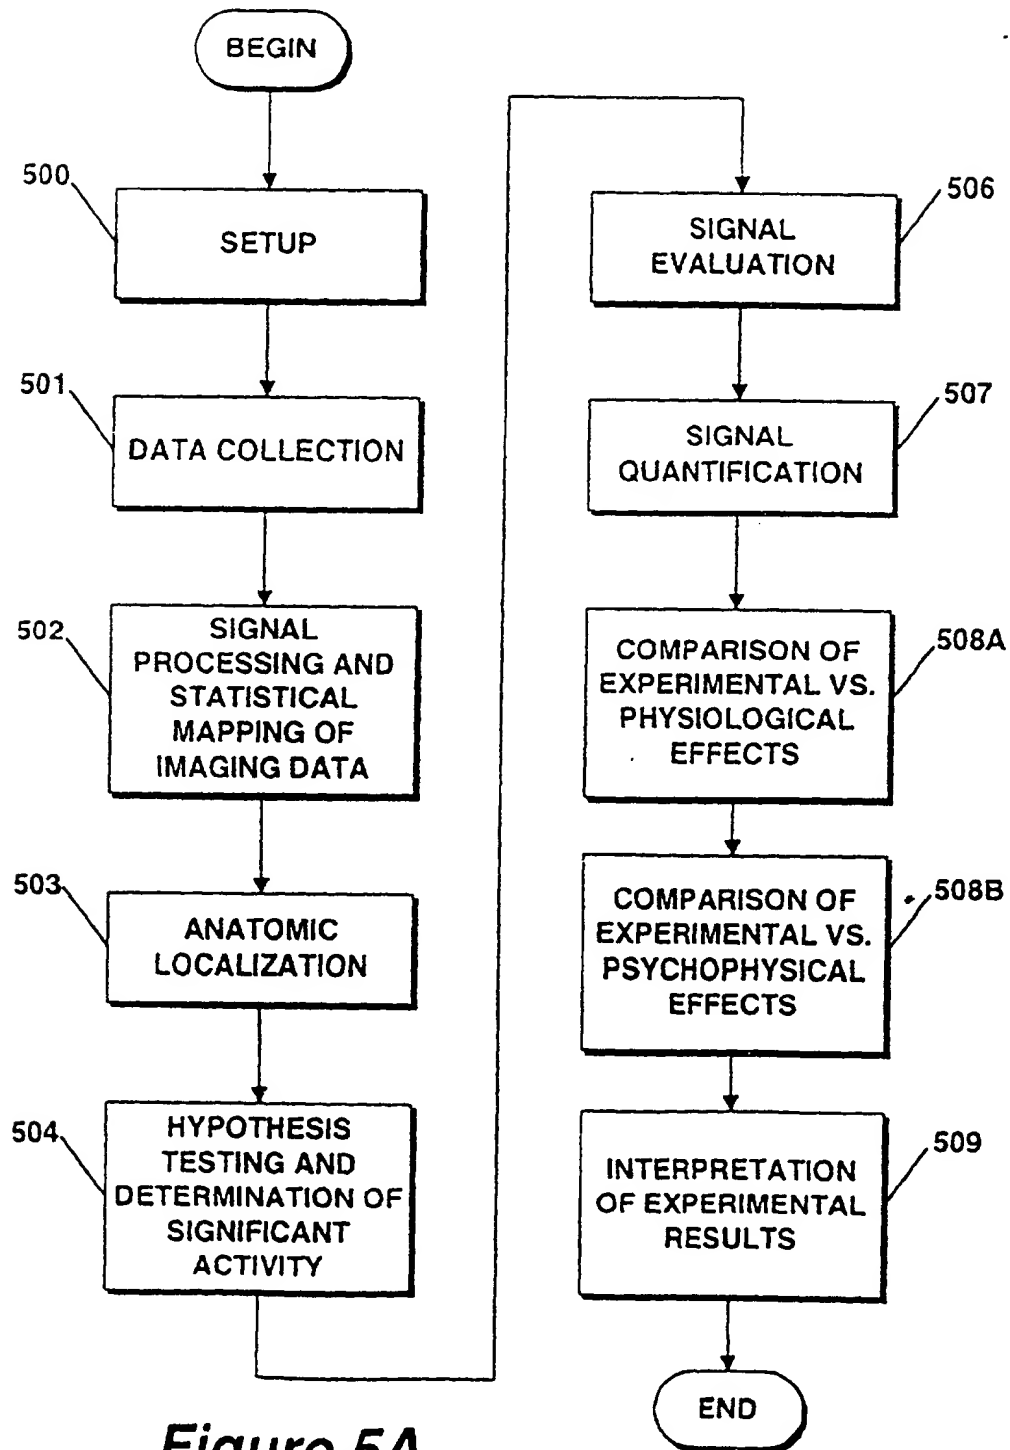 BEGIN
500
SETUP
501
DATA COLLECTION
502
SIGNAL
PROCESSING AND
STATISTICAL
MAPPING OF
IMAGING DATA
503
ANATOMIC
LOCALIZATION
504
HYPOTHESIS
TESTING AND
DETERMINATION OF
SIGNIFICANT
ACTIVITY
506
SIGNAL
EVALUATION
507
SIGNAL
QUANTIFICATION
508A
COMPARISON OF
EXPERIMENTAL VS.
PHYSIOLOGICAL
EFFECTS
508B
COMPARISON OF
EXPERIMENTAL VS.
PSYCHOPHYSICAL
EFFECTS
509
INTERPRETATION
OF EXPERIMENTAL
RESULTS
END
Figure 5A